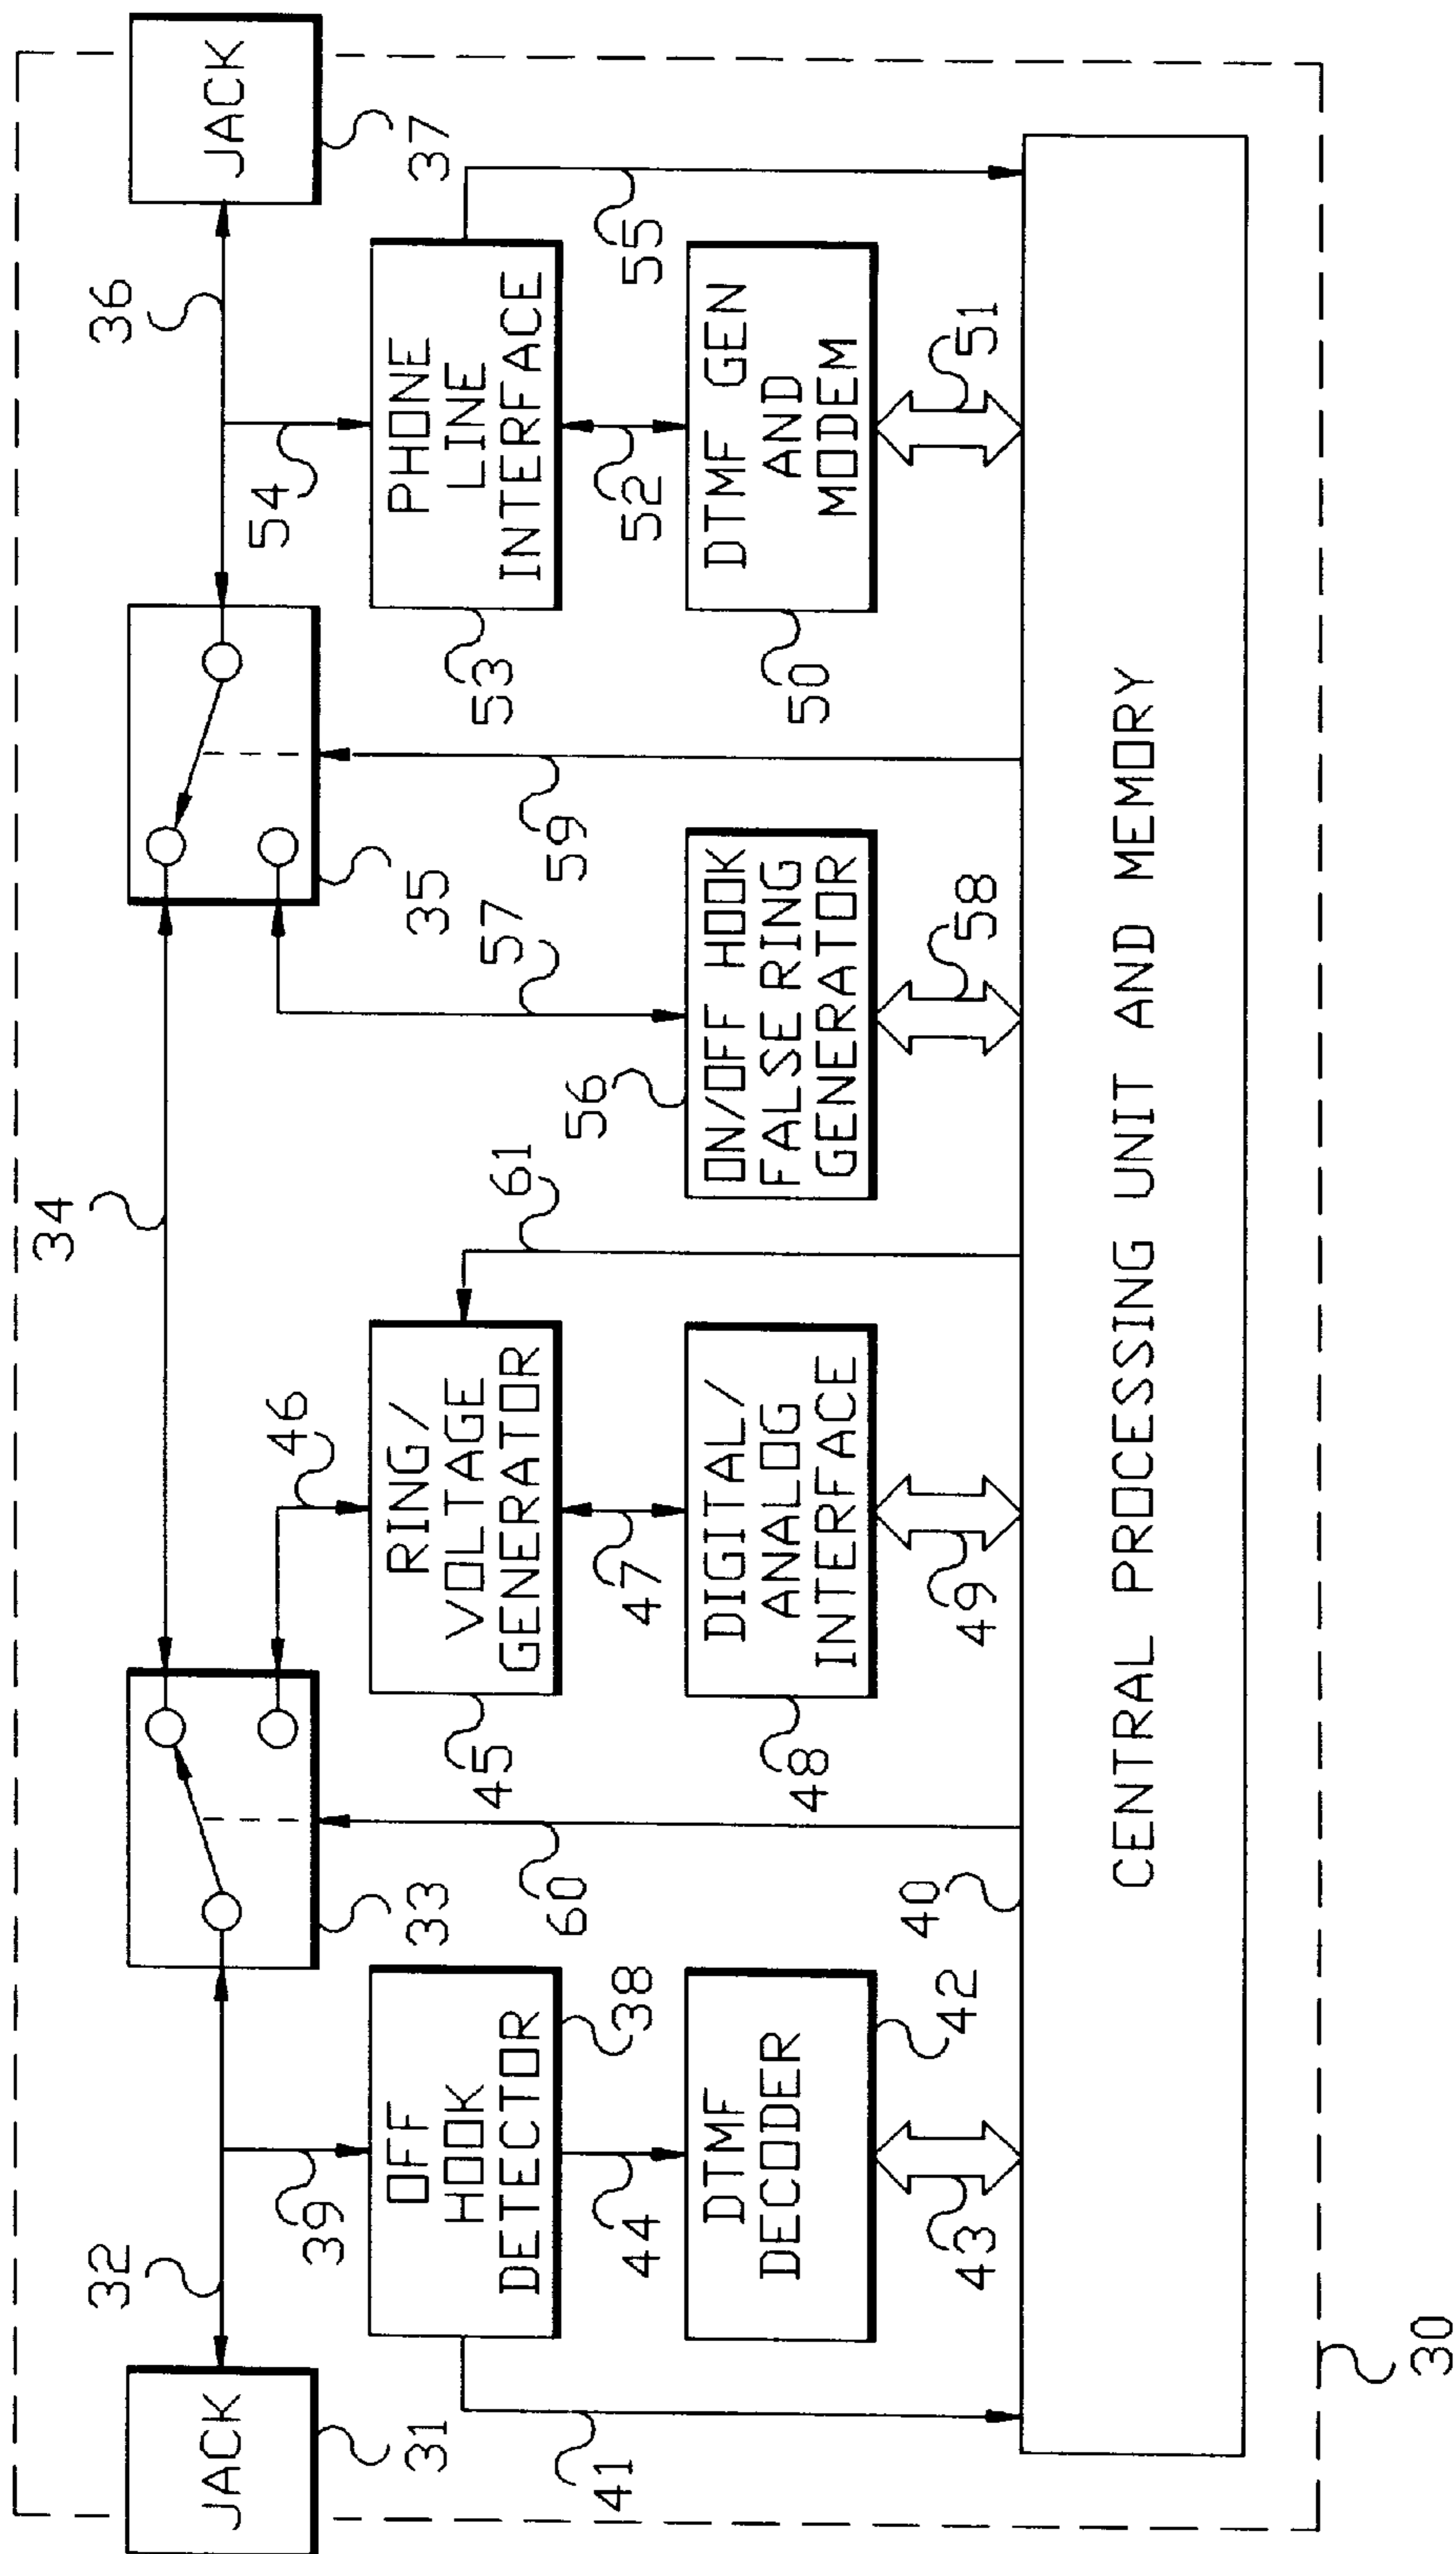 34
32
36
JACK
JACK
31
33
35
37
39
46
57
54
OFF
HOOK
DETECTOR
RING/
VOLTAGE
GENERATOR
PHONE
LINE
INTERFACE
38
45
61
56
53
41
44
60
47
59
52
55
DTMF
DECODER
DIGITAL/
ANALOG
INTERFACE
ON/OFF HOOK
FALSE RING
GENERATOR
DTMF GEN
AND
MODEM
42
48
50
43
40
49
58
51
CENTRAL PROCESSING UNIT AND MEMORY
30